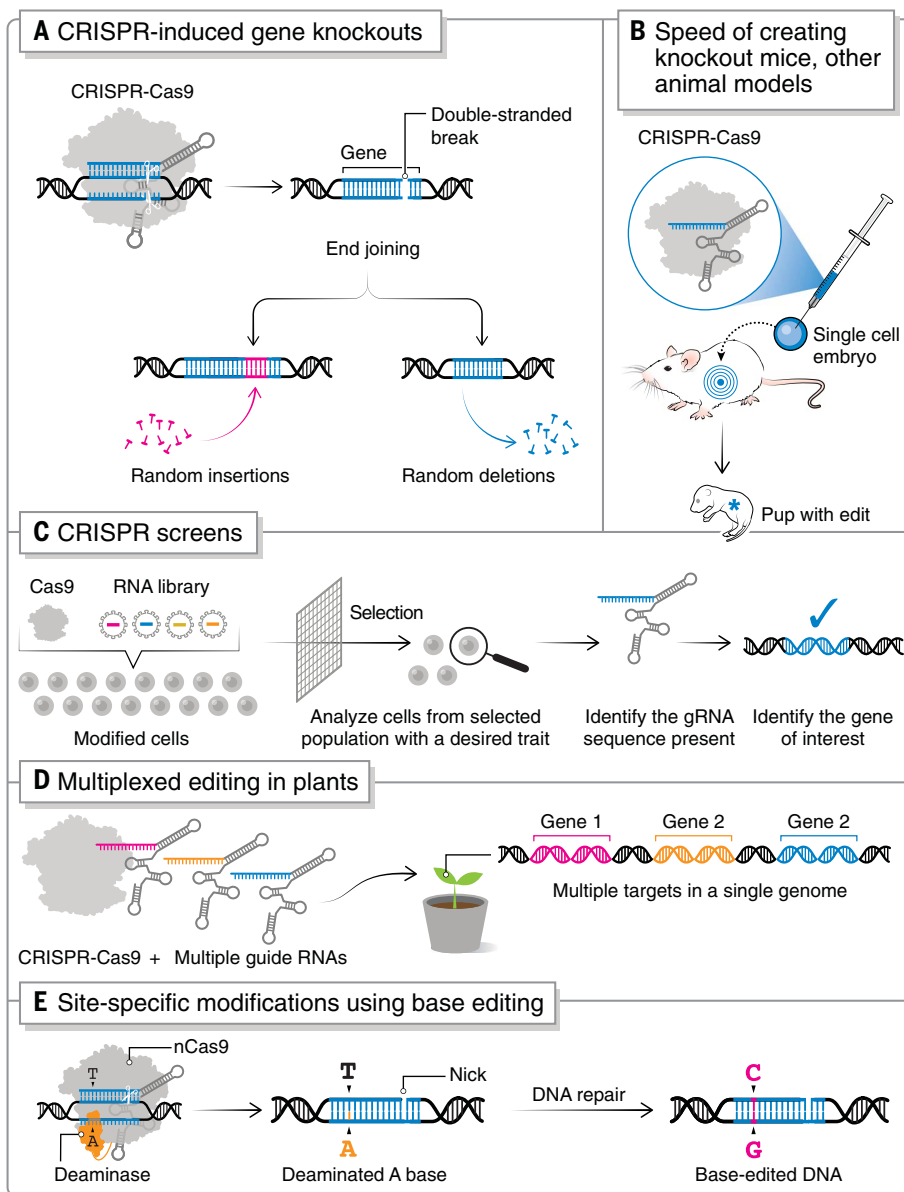 A CRISPR-induced gene knockouts
CRISPR-Cas9
Double-stranded
break
Gene
End joining
Random insertions
Random deletions
B Speed of creating
knockout mice, other
animal models
CRISPR-Cas9
Single cell
embryo
Pup with edit
C CRISPR screens
Cas9
RNA library
Modified cells
Selection
Analyze cells from selected
population with a desired trait
Identify the gRNA
sequence present
Identify the gene
of interest
D Multiplexed editing in plants
CRISPR-Cas9 + Multiple guide RNAs
Gene 1
Gene 2
Gene 2
Multiple targets in a single genome
E Site-specific modifications using base editing
nCas9
T
A
Deaminase
T
Nick
A
Deaminated A base
DNA repair
C
G
Base-edited DNA